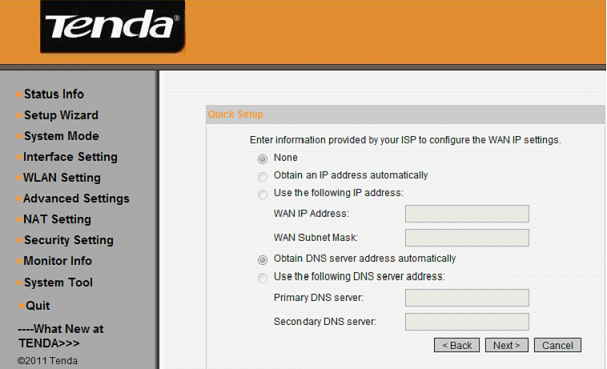 Tenda®
Status Info
Setup Wizard
System Mode
Interface Setting
WLAN Setting
Advanced Settings
NAT Setting
Security Setting
Monitor Info
System Tool
Quit
----What New at
TENDA>>>
©2011 Tenda
Quick Setup
Enter information provided by your ISP to configure the WAN IP settings.
None
Obtain an IP address automatically
Use the following IP address:
WAN IP Address:
WAN Subnet Mask:
Obtain DNS server address automatically
Use the following DNS server address:
Primary DNS server:
Secondary DNS server:
< Back Next > Cancel